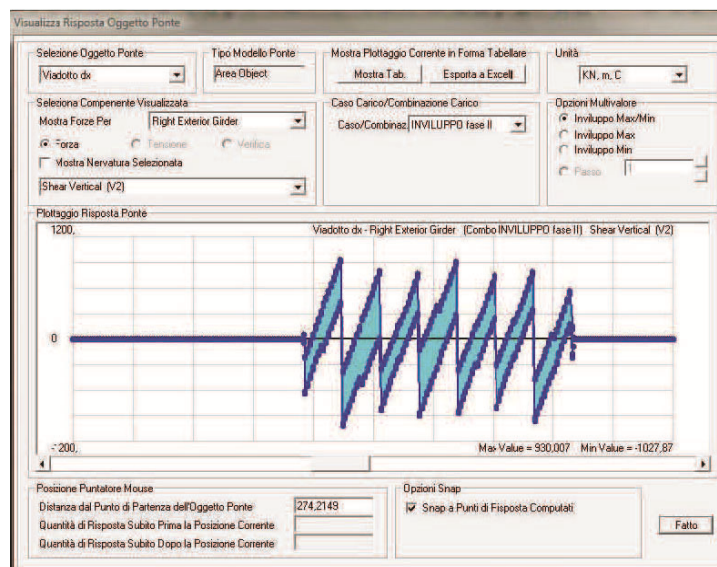 Visualizza Risposta Oggetto Ponte
Selezione Oggetto Ponte
Viadotto dx
Tipo Modello Ponte
Area Object
Mostra Plottaggio Corrente in Forma Tabellare
Mostra Tab.
Esporta a Excell
Unità
KN, m, C
Seleziona Compenente Visualizzata
Mostra Forze Per
Right Exterior Girder
Forza
Tensione
Verifica
Mostra Nervatura Selezionata
Shear Vertical (V2)
Caso Carico/Combinazione Carico
Caso/Combinaz
INVILUPPO fase II
Opzioni Multivalore
Inviluppo Max/Min
Inviluppo Max
Inviluppo Min
Passo
1
Plottaggio Risposta Ponte
1200,
Viadotto dx - Right Exterior Girder (Combo INVILUPPO fase II) Shear Vertical (V2)
0
- 200,
Max Value = 930,007 Min Value = -1027,87
Posizione Puntatore Mouse
Distanza dal Punto di Partenza dell'Oggetto Ponte
274,2149
Quantità di Risposta Subito Prima la Posizione Corrente
Quantità di Risposta Subito Dopo la Posizione Corrente
Opzioni Snap
Snap a Punti di Risposta Computati
Fatto